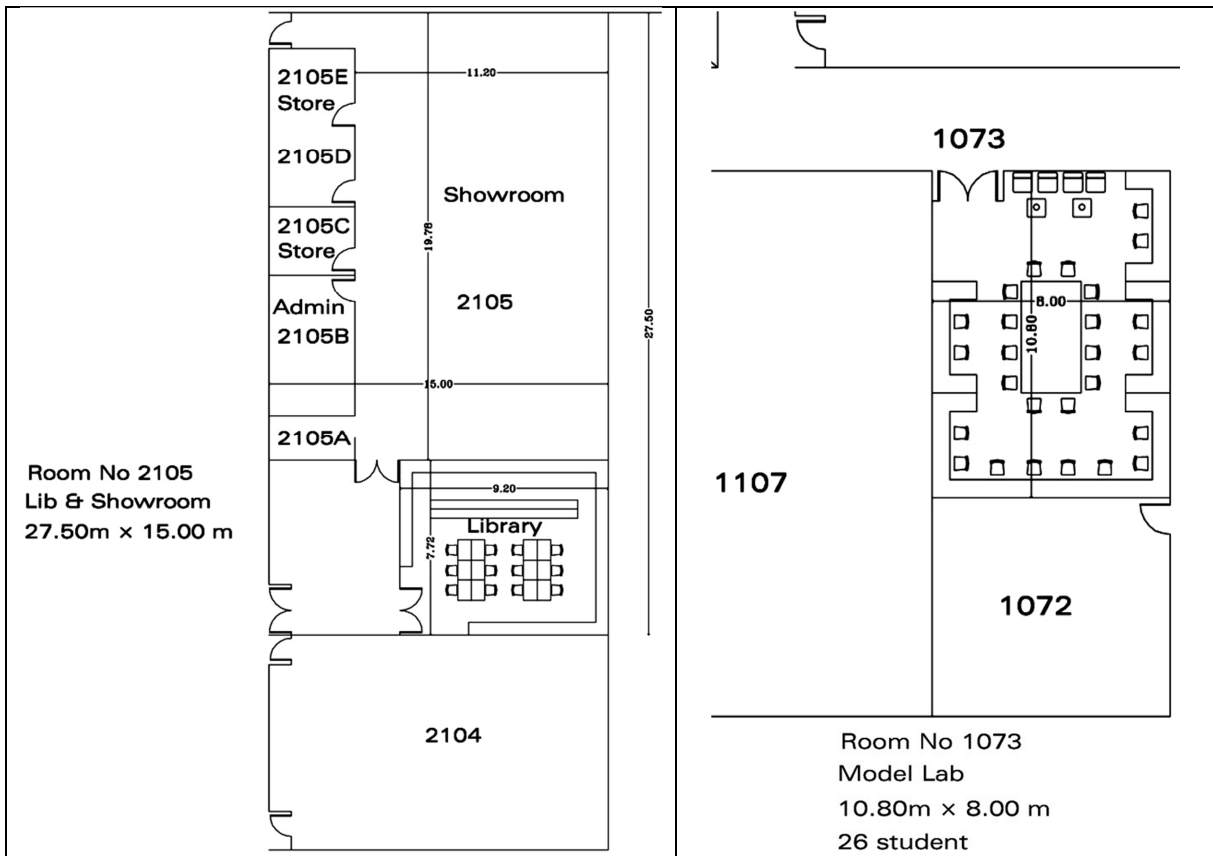 2105E
Store
11.20
2105D
Showroom
2105C
Store
19.78
Admin
2105B
2105
27.50
15.00
2105A
Room No 2105
Lib & Showroom
27.50m × 15.00 m
9.20
Library
7.72
2104
1073
8.00
10.80
1107
1072
Room No 1073
Model Lab
10.80m × 8.00 m
26 student